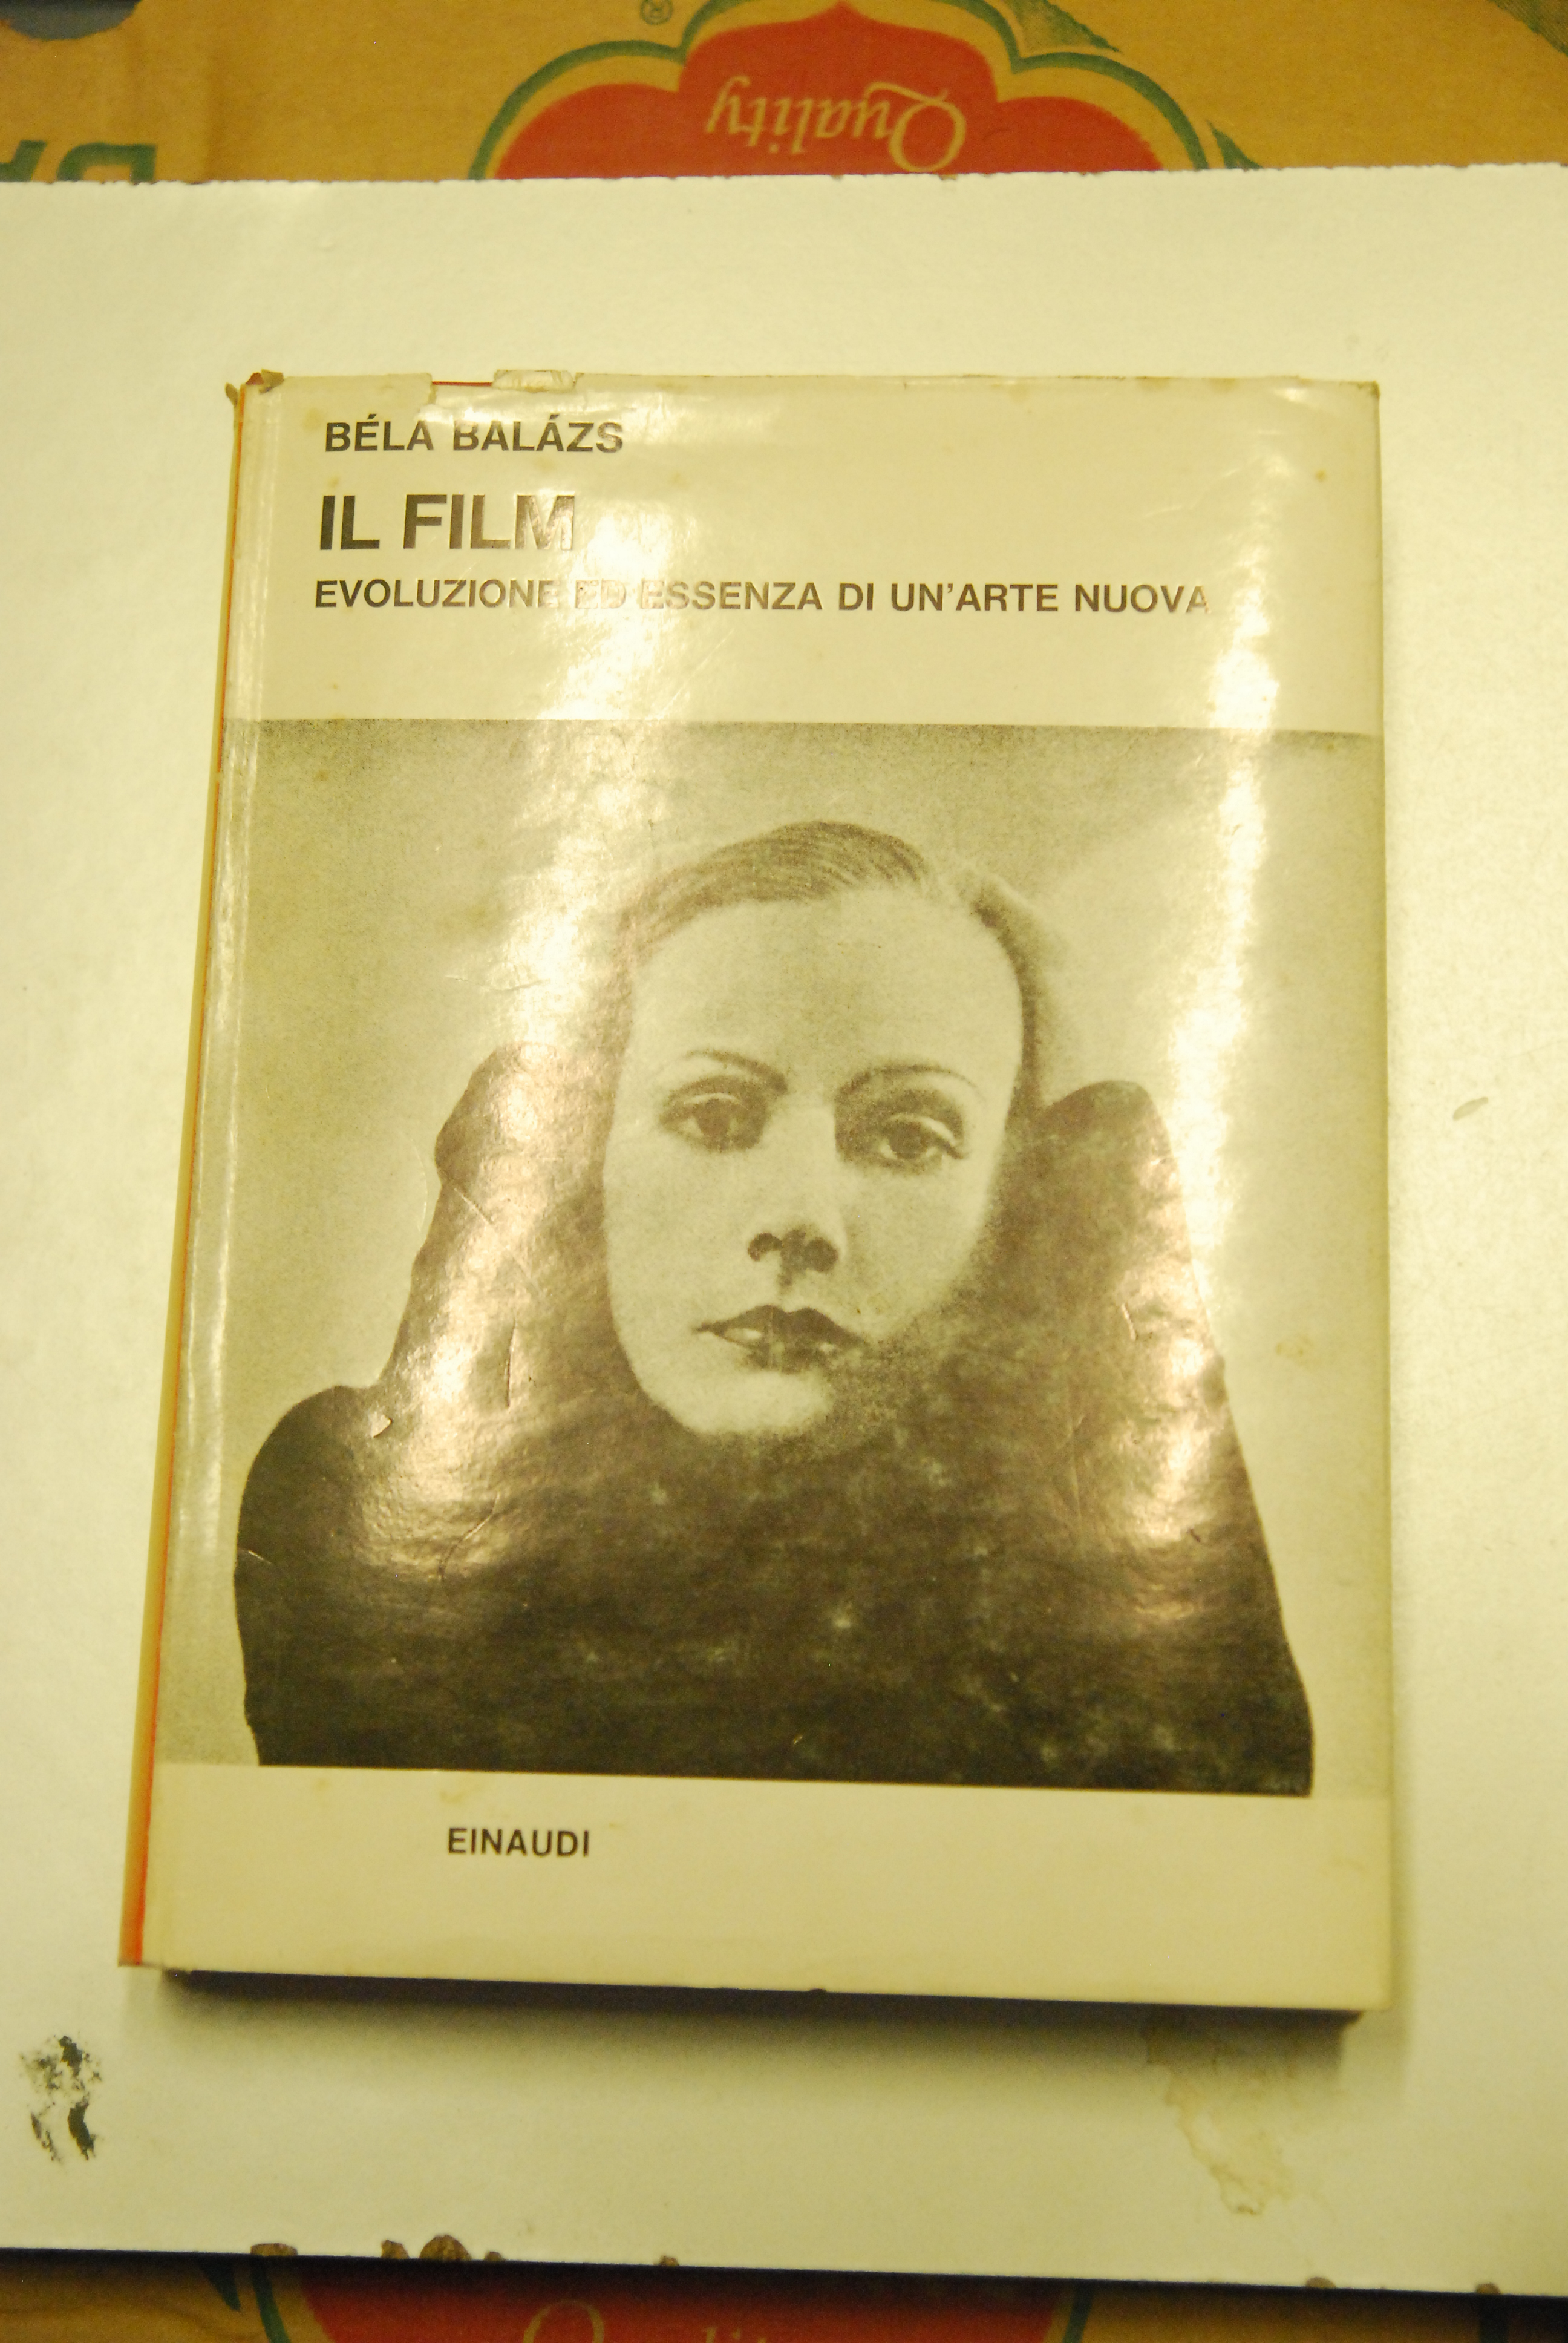 ®
Quality
BÉLA BALÁZS
IL FILM
EVOLUZIONE ED ESSENZA DI UN'ARTE NUOVA
EINAUDI